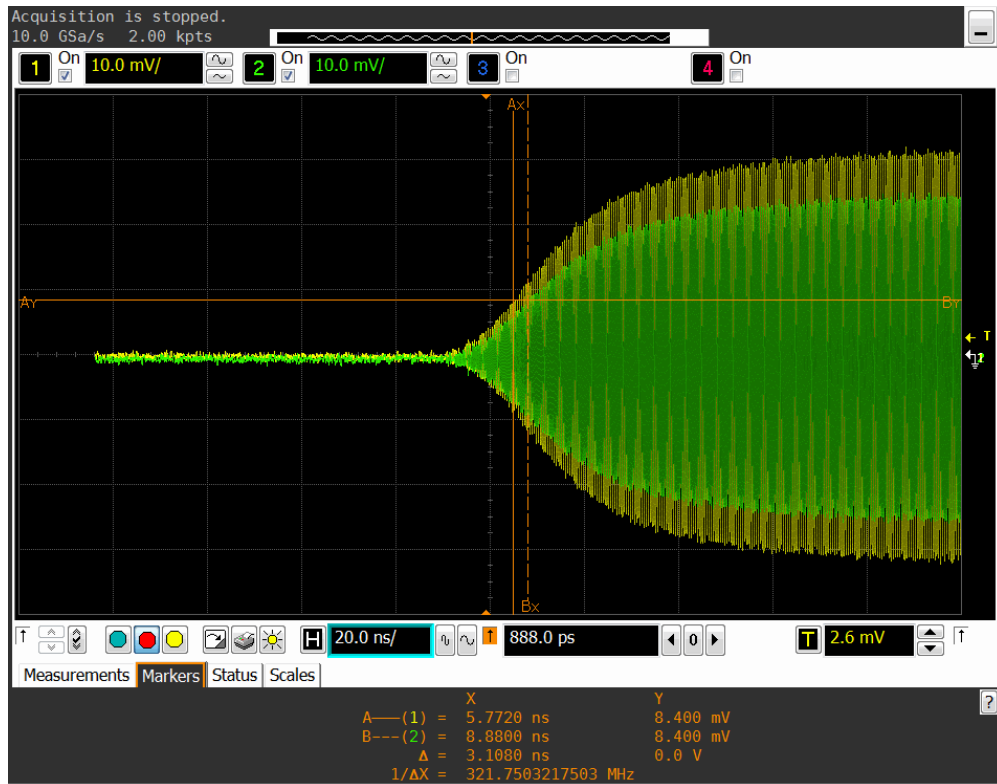 Acquisition is stopped.
10.0 GSa/s 2.00 kpts
1 On 10.0 mV/ 2 On 10.0 mV/ 3 On 4 On
Ax
AY BY
T
Bx
H 20.0 ns/ 888.0 ps 0 T 2.6 mV
Measurements Markers Status Scales
X Y
A——(1) = 5.7720 ns 8.400 mV
B---(2) = 8.8800 ns 8.400 mV
Δ = 3.1080 ns 0.0 V
1/ΔX = 321.7503217503 MHz
?